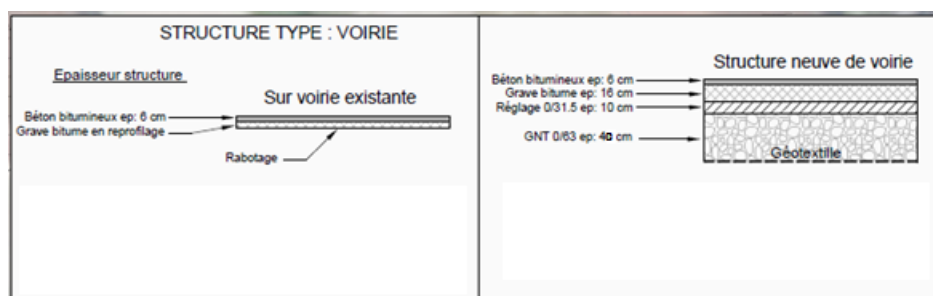 STRUCTURE TYPE : VOIRIE
Epaisseur structure
Sur voirie existante
Béton bitumineux ep: 6 cm
Grave bitume en reprofilage
Rabotage
Structure neuve de voirie
Béton bitumineux ep: 6 cm
Grave bitume ep: 16 cm
Réglage 0/31.5 ep: 10 cm
GNT 0/63 ep: 40 cm
Géotextille